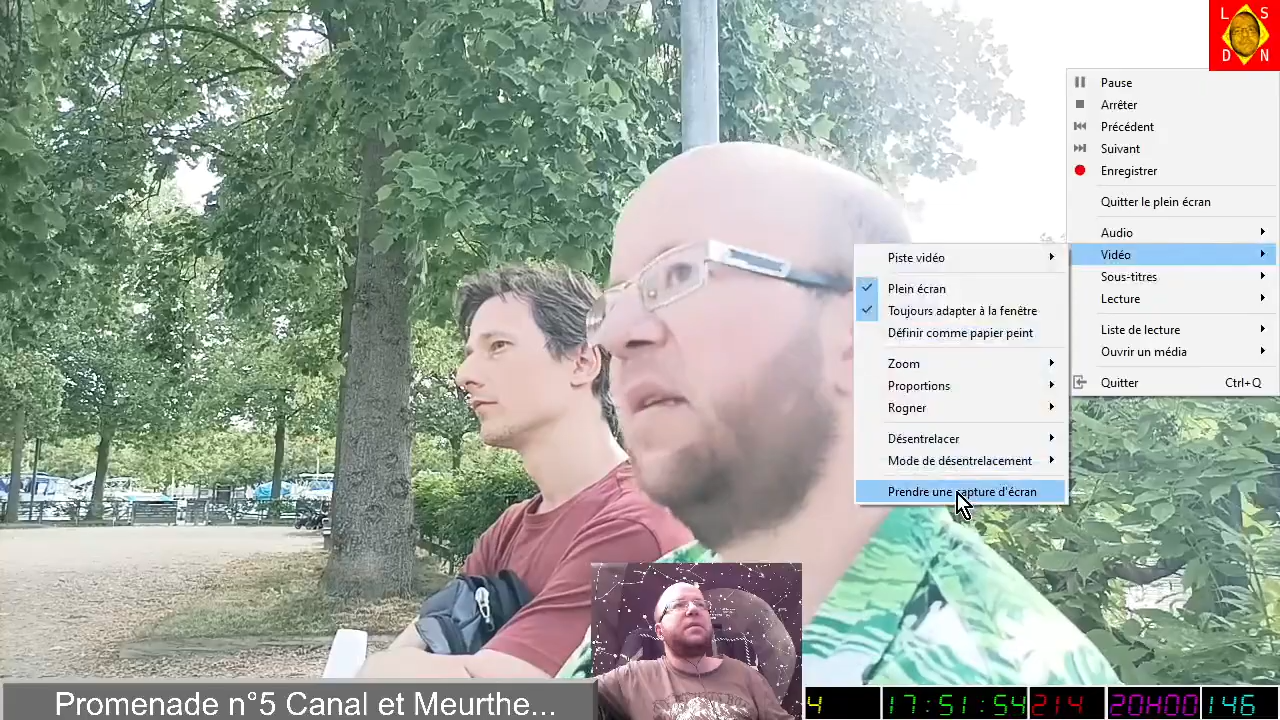 L S
D N
Pause
Arrêter
Précédent
Suivant
Enregistrer
Quitter le plein écran
Audio
Vidéo
Sous-titres
Lecture
Liste de lecture
Ouvrir un média
Quitter Ctrl+Q
Piste vidéo
Plein écran
Toujours adapter à la fenêtre
Définir comme papier peint
Zoom
Proportions
Rogner
Désentrelacer
Mode de désentrelacement
Prendre une capture d'écran
Promenade n°5 Canal et Meurthe...
4 17:51:54 214 20H00 146